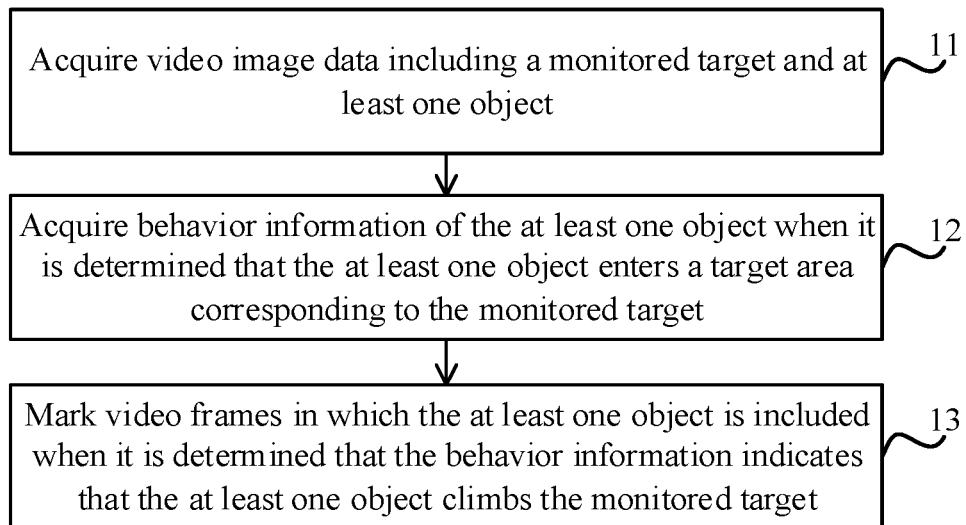 Acquire video image data including a monitored target and at
least one object
11
Acquire behavior information of the at least one object when it
is determined that the at least one object enters a target area
corresponding to the monitored target
12
Mark video frames in which the at least one object is included
when it is determined that the behavior information indicates
that the at least one object climbs the monitored target
13